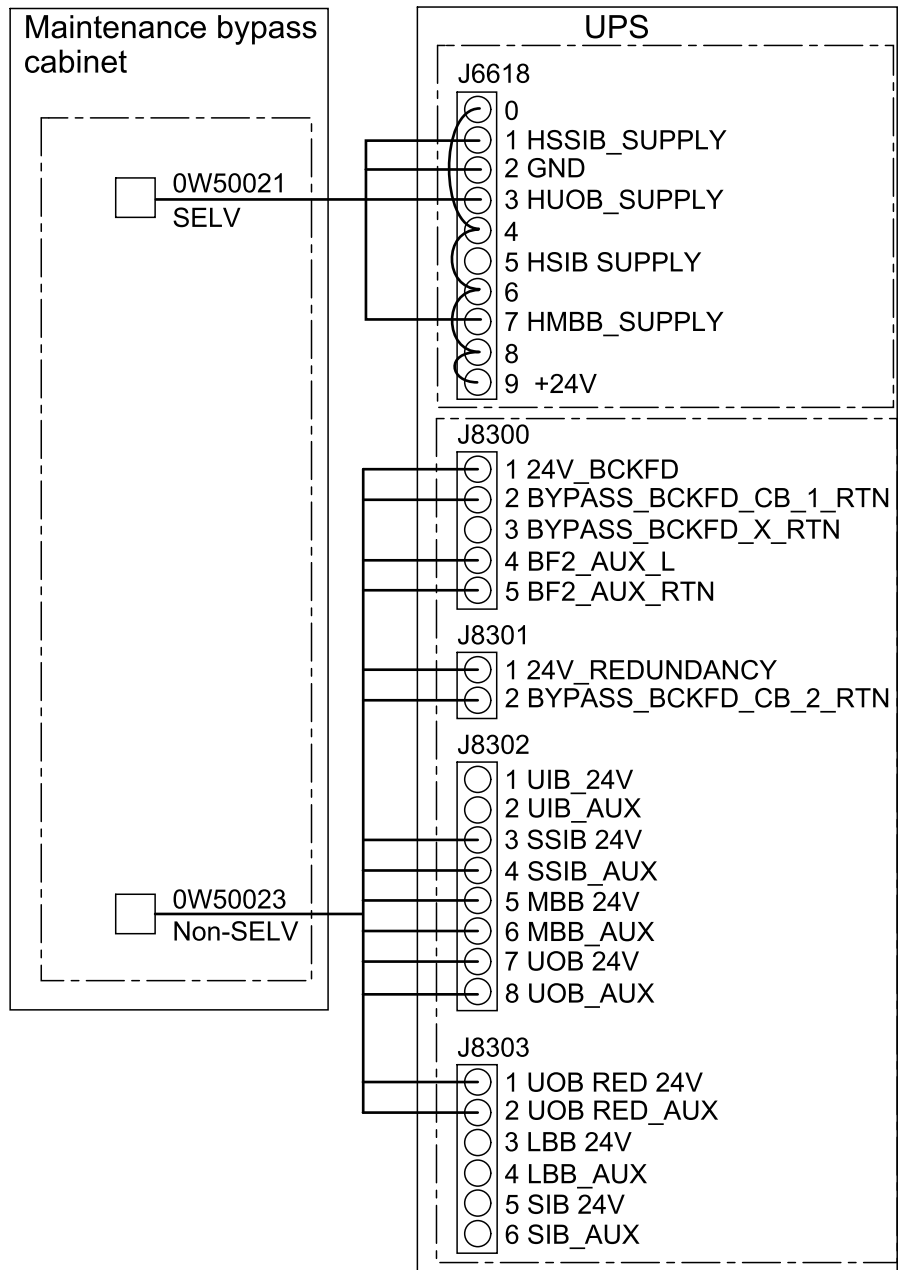 Maintenance bypass
cabinet
0W50021
SELV
0W50023
Non-SELV
UPS
J6618
0
1 HSSIB_SUPPLY
2 GND
3 HUOB_SUPPLY
4
5 HSIB SUPPLY
6
7 HMBB_SUPPLY
8
9 +24V
J8300
1 24V_BCKFD
2 BYPASS_BCKFD_CB_1_RTN
3 BYPASS_BCKFD_X_RTN
4 BF2_AUX_L
5 BF2_AUX_RTN
J8301
1 24V_REDUNDANCY
2 BYPASS_BCKFD_CB_2_RTN
J8302
1 UIB_24V
2 UIB_AUX
3 SSIB 24V
4 SSIB_AUX
5 MBB 24V
6 MBB_AUX
7 UOB 24V
8 UOB_AUX
J8303
1 UOB RED 24V
2 UOB RED_AUX
3 LBB 24V
4 LBB_AUX
5 SIB 24V
6 SIB_AUX